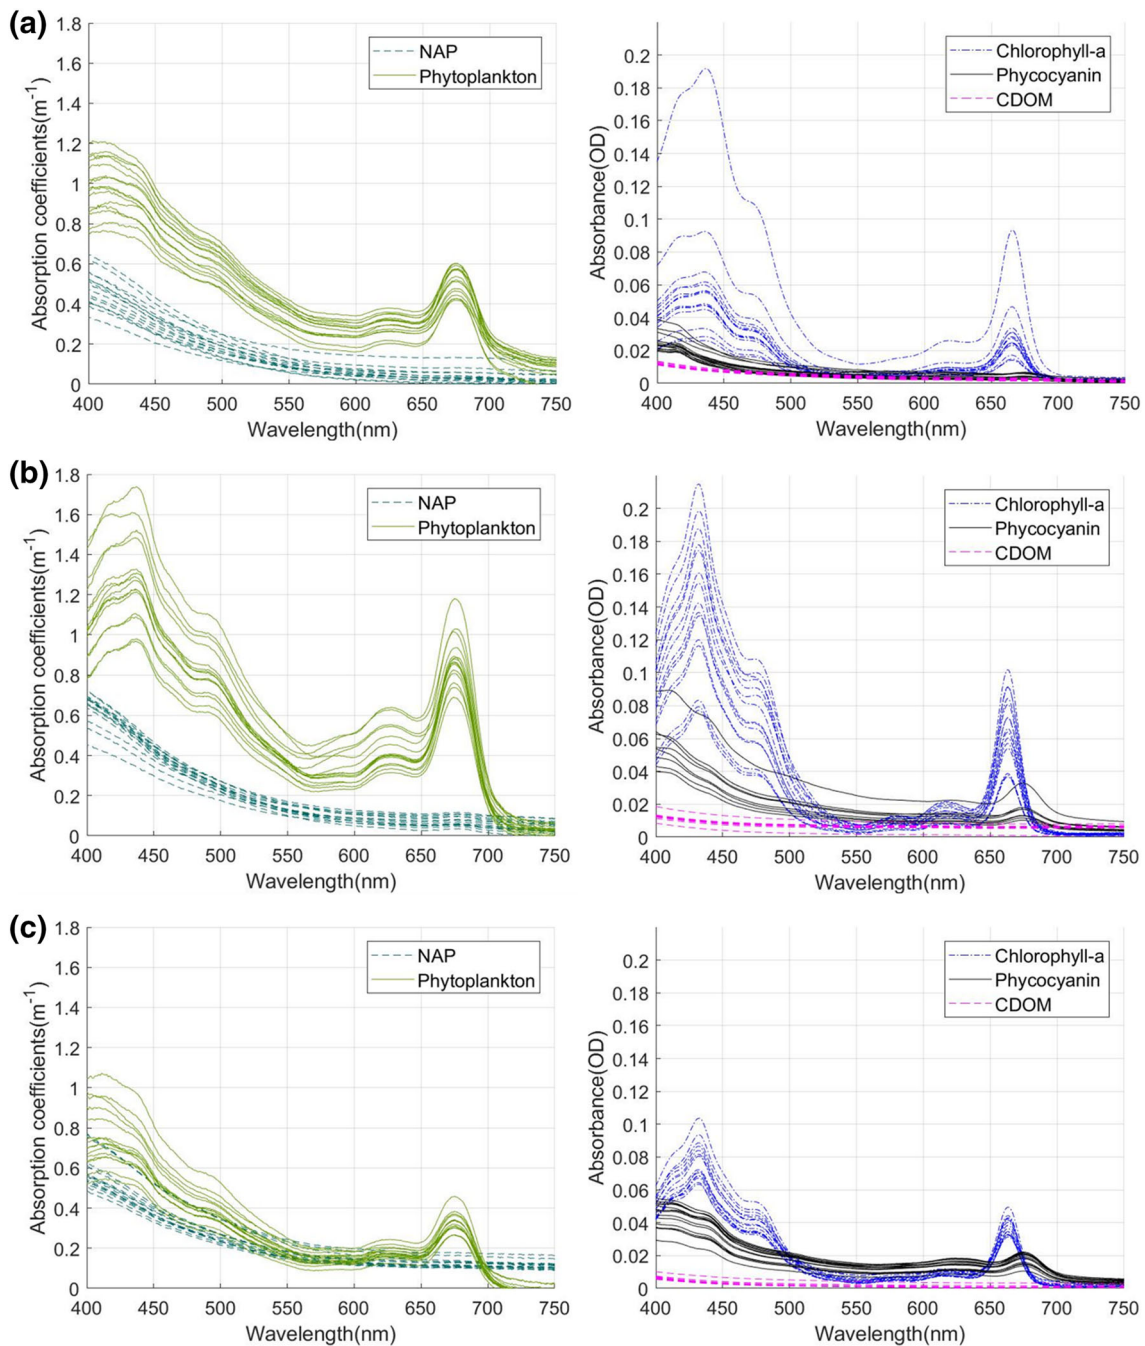 (a)
1.8
1.6
1.4
1.2
1
0.8
0.6
0.4
0.2
0
Absorption coefficients(m-1)
NAP
Phytoplankton
400 450 500 550 600 650 700 750
Wavelength(nm)
0.2
0.18
0.16
0.14
0.12
0.1
0.08
0.06
0.04
0.02
0
Absorbance(OD)
Chlorophyll-a
Phycocyanin
CDOM
400 450 500 550 600 650 700 750
Wavelength(nm)
(b)
1.8
1.6
1.4
1.2
1
0.8
0.6
0.4
0.2
0
Absorption coefficients(m-1)
NAP
Phytoplankton
400 450 500 550 600 650 700 750
Wavelength(nm)
0.2
0.18
0.16
0.14
0.12
0.1
0.08
0.06
0.04
0.02
0
Absorbance(OD)
Chlorophyll-a
Phycocyanin
CDOM
400 450 500 550 600 650 700 750
Wavelength(nm)
(c)
1.8
1.6
1.4
1.2
1
0.8
0.6
0.4
0.2
0
Absorption coefficients(m-1)
NAP
Phytoplankton
400 450 500 550 600 650 700 750
Wavelength(nm)
0.2
0.18
0.16
0.14
0.12
0.1
0.08
0.06
0.04
0.02
0
Absorbance(OD)
Chlorophyll-a
Phycocyanin
CDOM
400 450 500 550 600 650 700 750
Wavelength(nm)